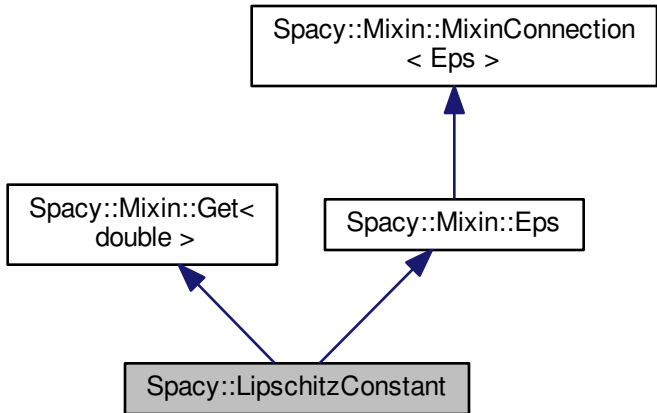 Spacy::Mixin::MixinConnection
< Eps >
Spacy::Mixin::Get<
double >
Spacy::Mixin::Eps
Spacy::LipschitzConstant